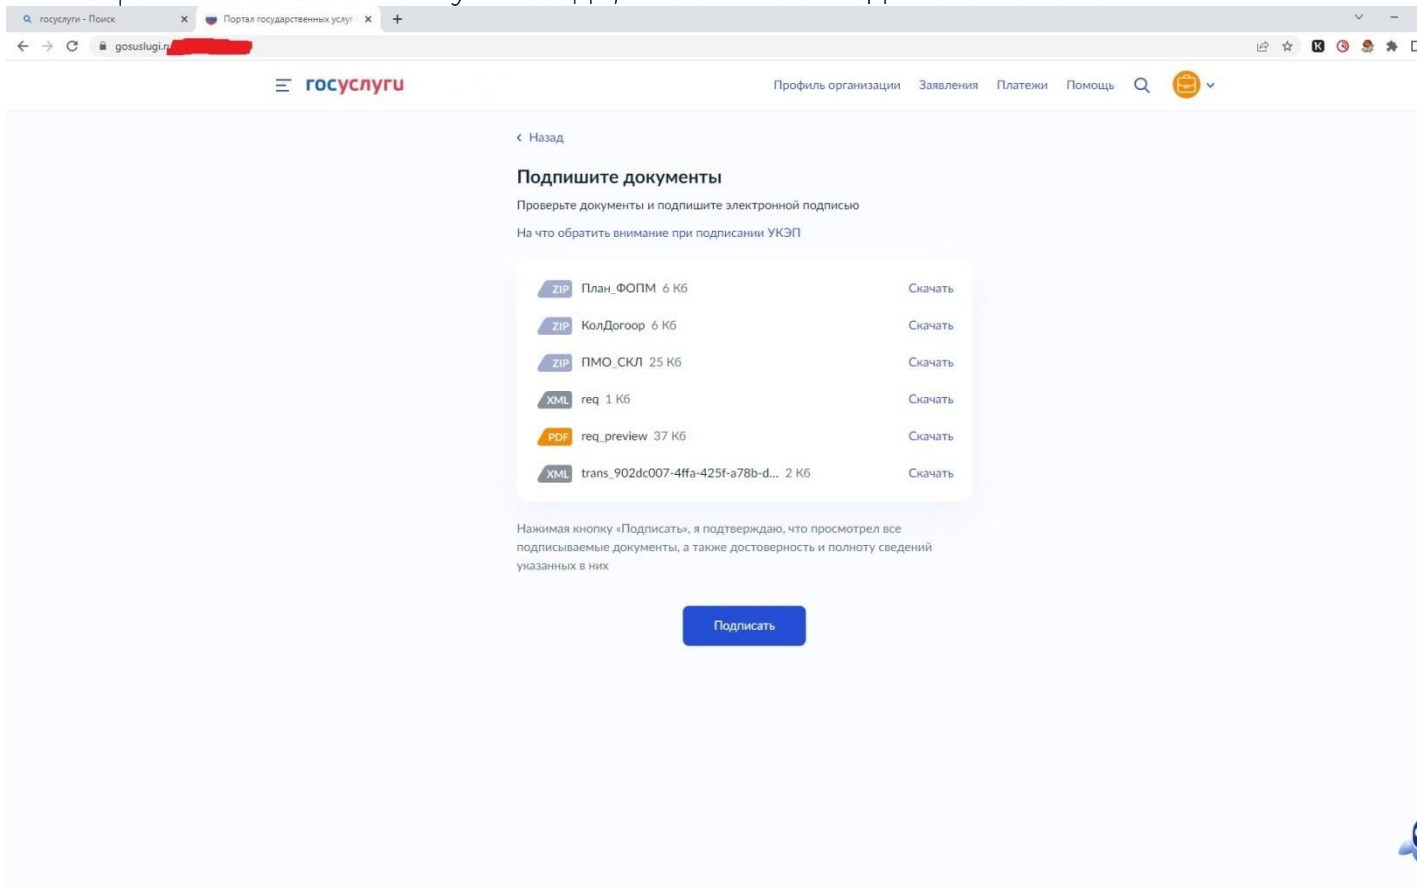 госуслуги - Поиск
Портал государственных услуг
gosuslugi.r
госуслуги
Профиль организации Заявления Платежи Помощь
Назад
Подпишите документы
Проверьте документы и подпишите электронной подписью
На что обратить внимание при подписании УКЭП
ZIP План_ФОПМ 6 Кб Скачать
ZIP КолДогоор 6 Кб Скачать
ZIP ПМО_СКЛ 25 Кб Скачать
XML req 1 Кб Скачать
PDF req_preview 37 Кб Скачать
XML trans_902dc007-4ffa-425f-a78b-d... 2 Кб Скачать
Нажимая кнопку «Подписать», я подтверждаю, что просмотрел все
подписываемые документы, а также достоверность и полноту сведений
указанных в них
Подписать